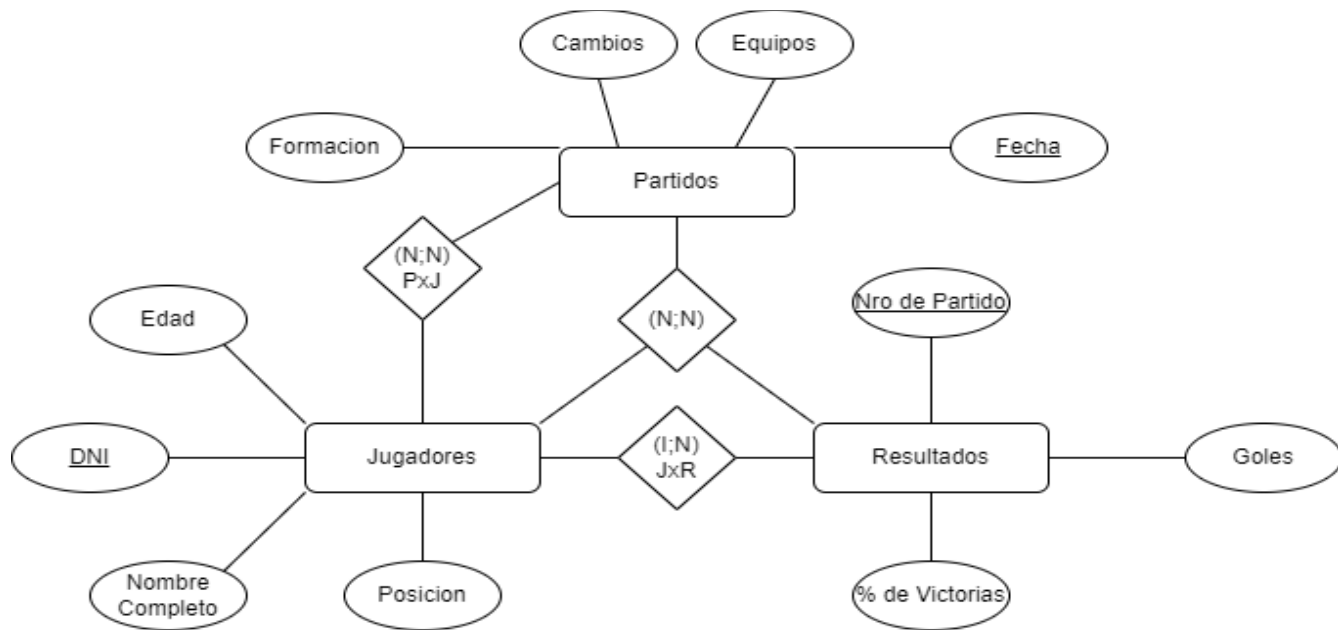 Cambios
Equipos
Formacion
Fecha
Partidos
(N;N)
PxJ
Nro de Partido
Edad
(N;N)
DNI
Jugadores
(I;N)
JxR
Resultados
Goles
Nombre
Completo
Posicion
% de Victorias